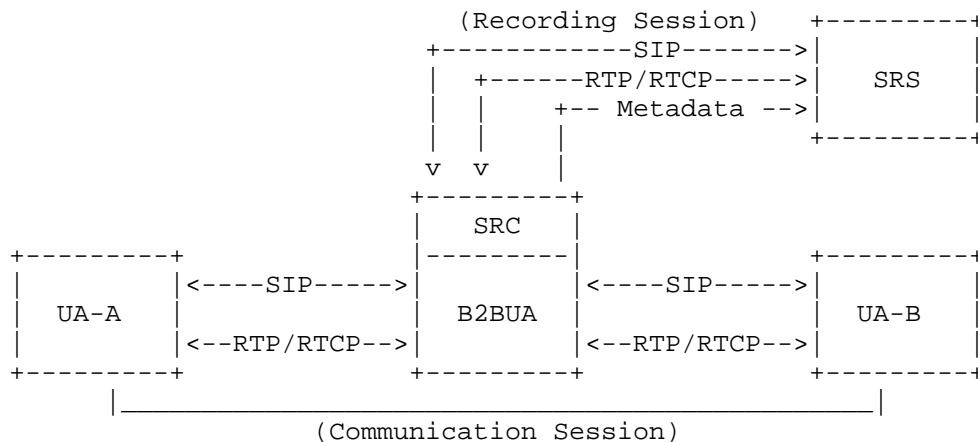 (Recording Session) +---------+
+------------SIP------->| |
| +------RTP/RTCP----->| SRS |
| | +-- Metadata -->| |
| | | +---------+
v v |
+---------+
| SRC |
+---------+ |---------| +---------+
| |<----SIP----->| |<----SIP----->| |
| UA-A | | B2BUA | | UA-B |
| |<--RTP/RTCP-->| |<--RTP/RTCP-->| |
+---------+ +---------+ +---------+
|_______________________________________________|
(Communication Session)